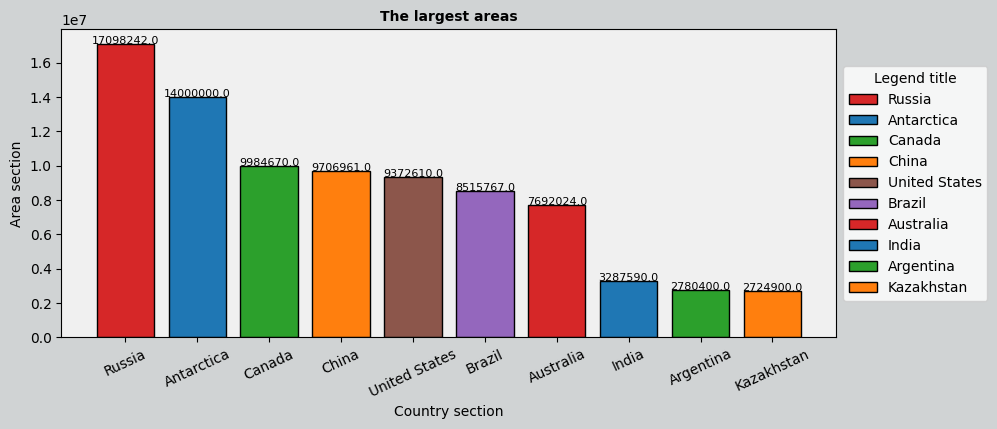 The largest areas
1e7
Area section
1.6
1.4
1.2
1.0
0.8
0.6
0.4
0.2
0.0
17098242.0
14000000.0
9984670.0
9706961.0
9372610.0
8515767.0
7692024.0
3287590.0
2780400.0
2724900.0
Russia
Antarctica
Canada
China
United States
Brazil
Australia
India
Argentina
Kazakhstan
Country section
Legend title
Russia
Antarctica
Canada
China
United States
Brazil
Australia
India
Argentina
Kazakhstan